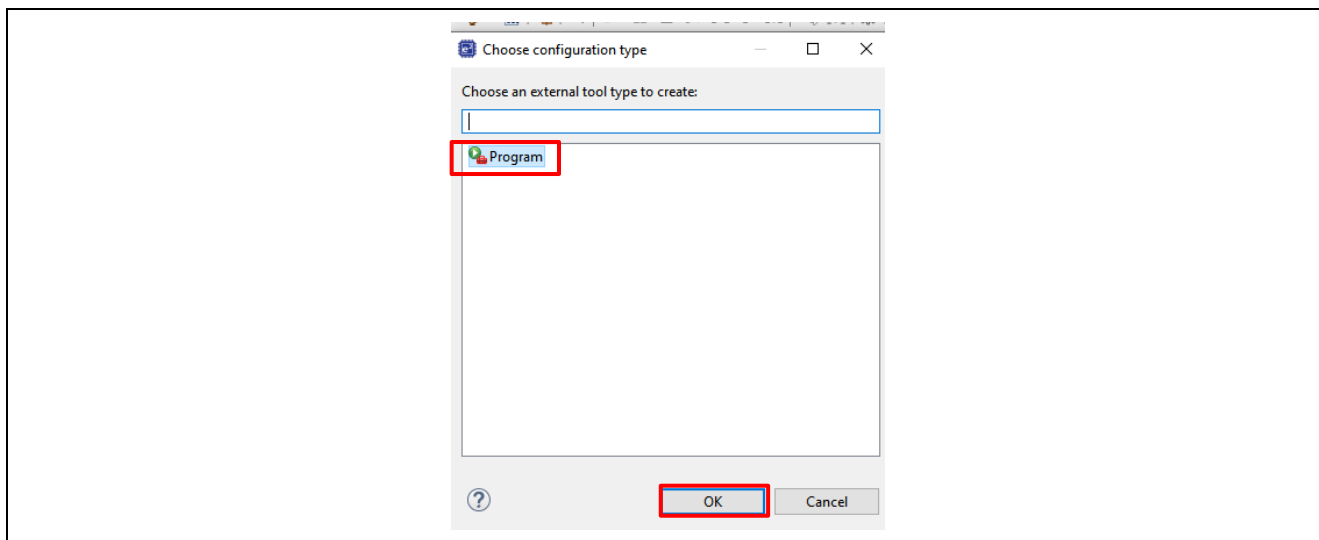 Choose configuration type
Choose an external tool type to create:
Program
OK
Cancel